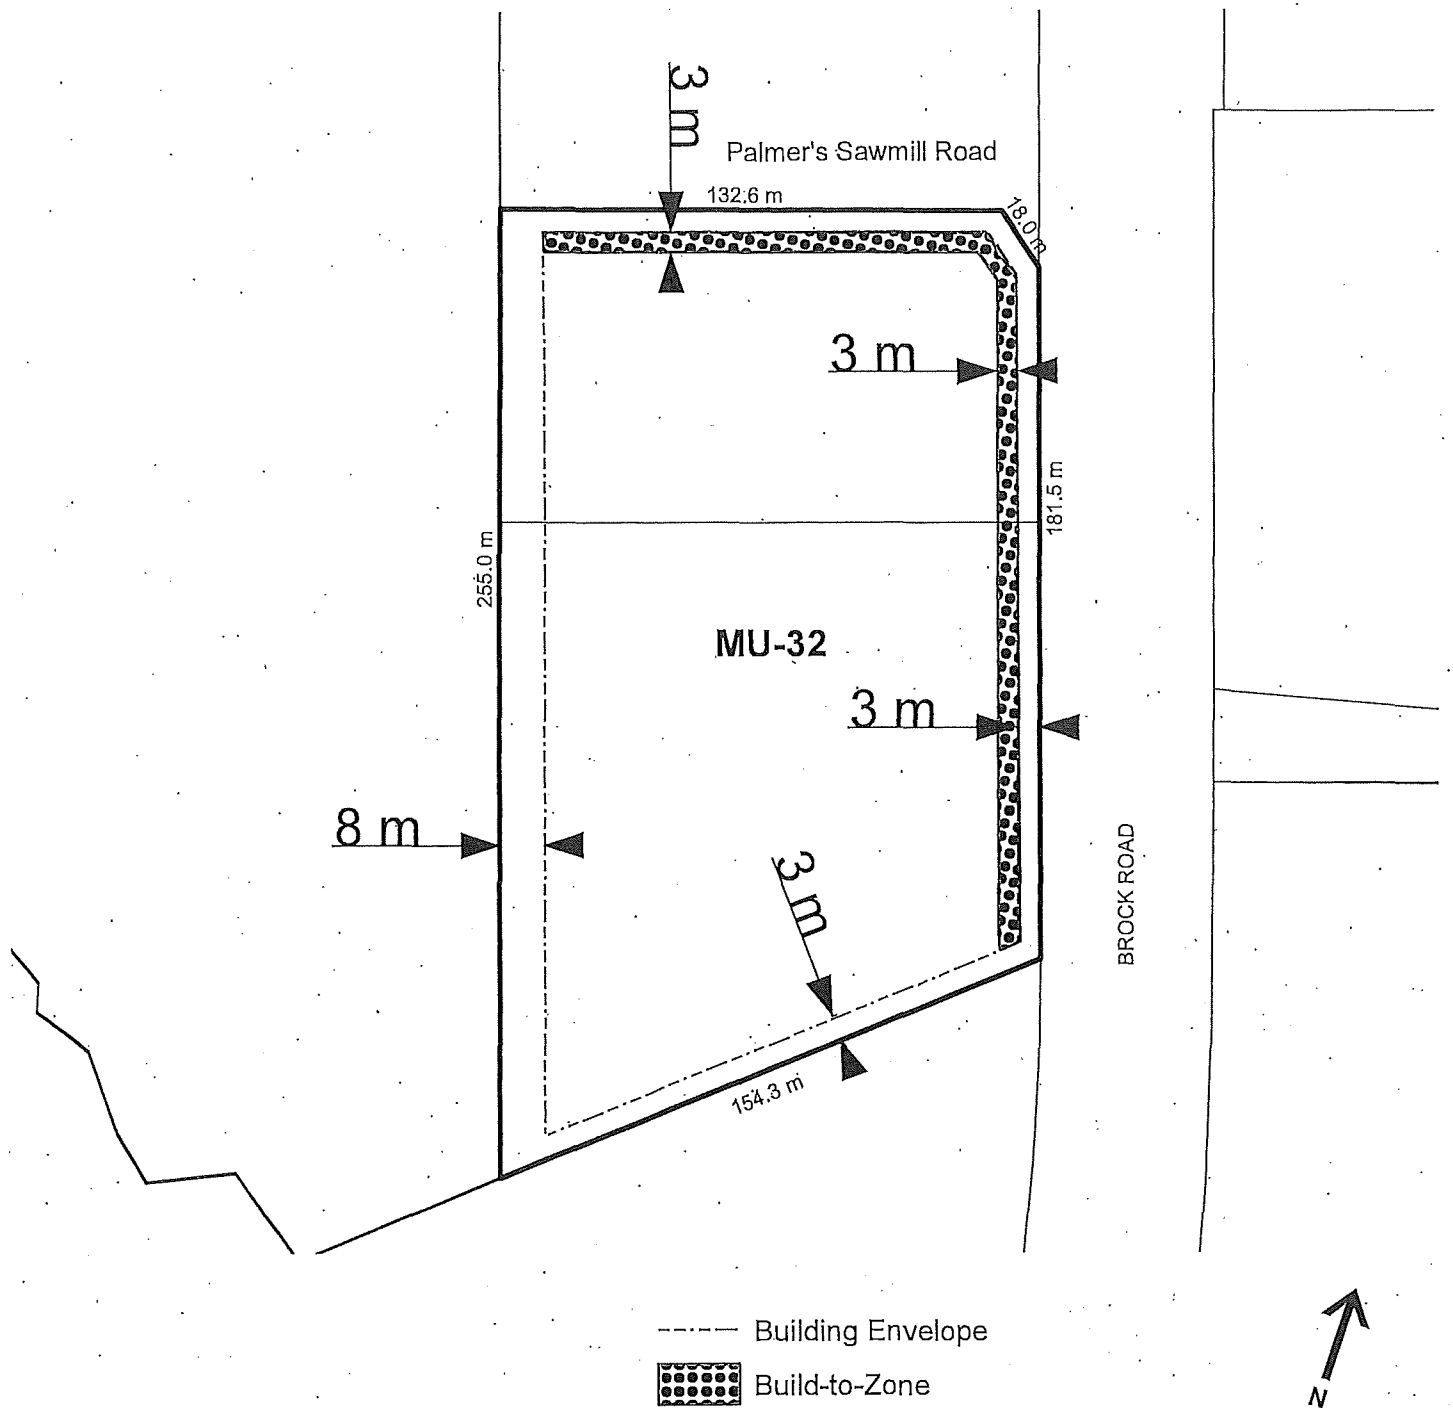 3 m
Palmer's Sawmill Road
132.6 m
18.0 m
3 m
181.5 m
255.0 m
MU-32
3 m
8 m
3 m
BROCK ROAD
154.3 m
Building Envelope
Build-to-Zone
N